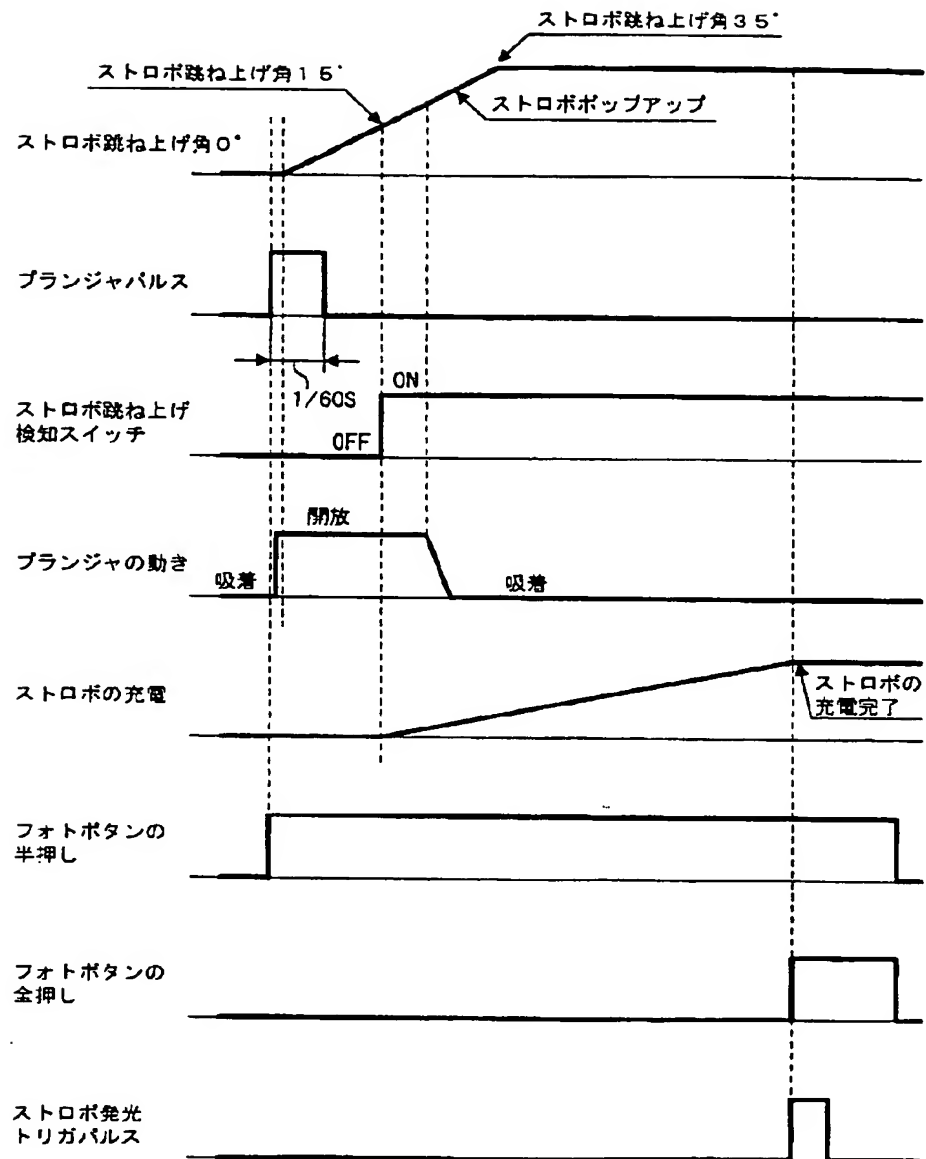 ストロボ跳ね上げ角35°
ストロボ跳ね上げ角15°
ストロボポップアップ
ストロボ跳ね上げ角0°
プランジャパルス
1/60S
ON
ストロボ跳ね上げ
検知スイッチ
OFF
開放
プランジャの動き
吸着
吸着
ストロボの充電
ストロボの
充電完了
フォトボタンの
半押し
フォトボタンの
全押し
ストロボ発光
トリガパルス